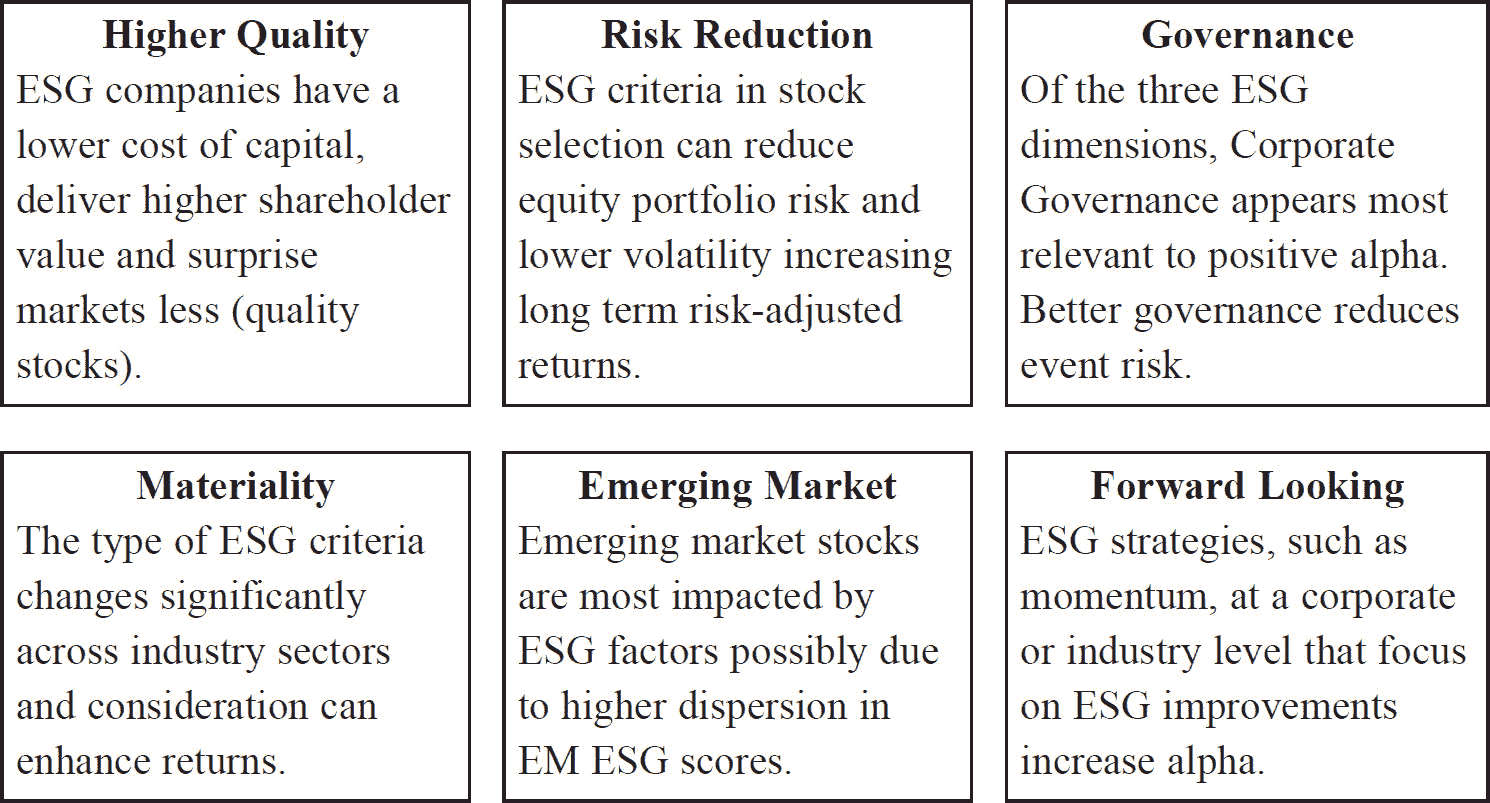 Higher Quality
ESG companies have a
lower cost of capital,
deliver higher shareholder
value and surprise
markets less (quality
stocks).
Risk Reduction
ESG criteria in stock
selection can reduce
equity portfolio risk and
lower volatility increasing
long term risk-adjusted
returns.
Governance
Of the three ESG
dimensions, Corporate
Governance appears most
relevant to positive alpha.
Better governance reduces
event risk.
Materiality
The type of ESG criteria
changes significantly
across industry sectors
and consideration can
enhance returns.
Emerging Market
Emerging market stocks
are most impacted by
ESG factors possibly due
to higher dispersion in
EM ESG scores.
Forward Looking
ESG strategies, such as
momentum, at a corporate
or industry level that focus
on ESG improvements
increase alpha.